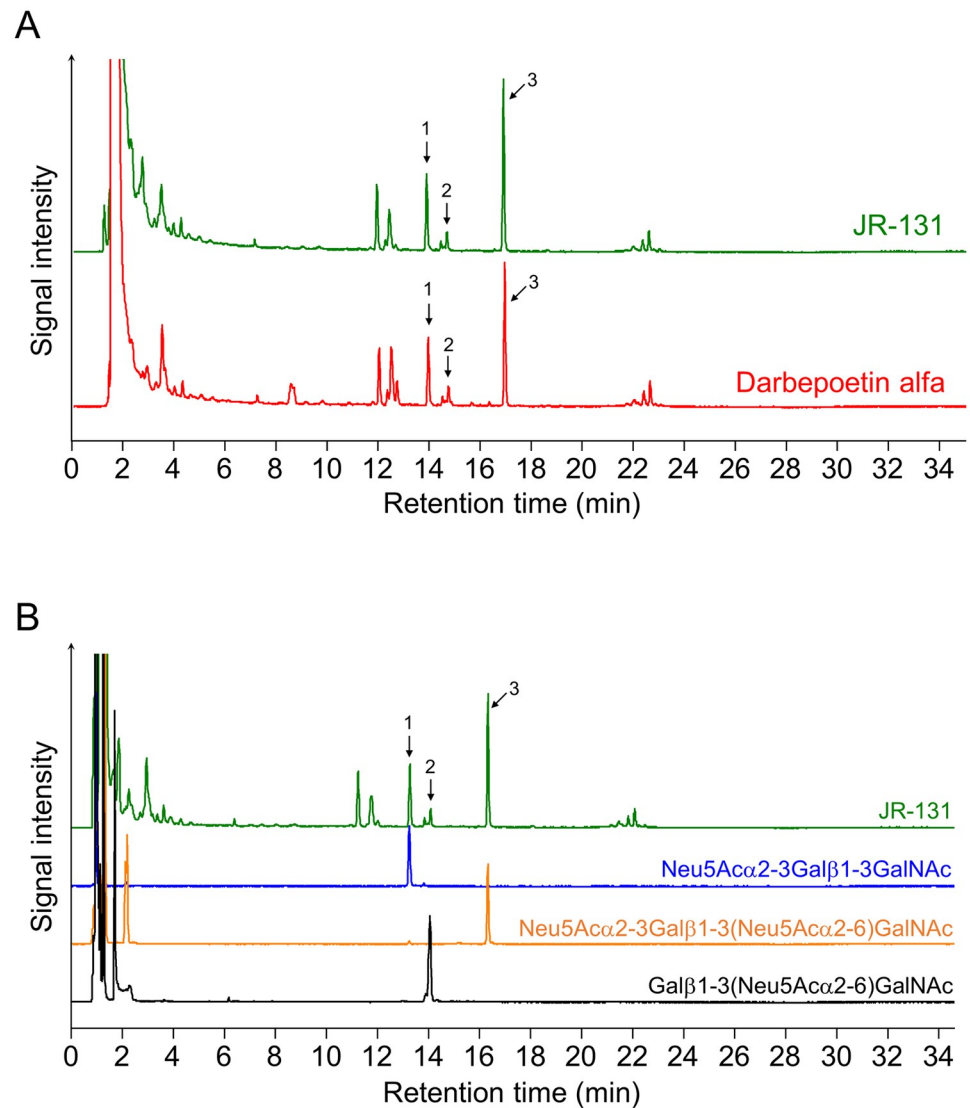 A
Signal intensity
1
2
3
JR-131
1
2
3
Darbepoetin alfa
0 2 4 6 8 10 12 14 16 18 20 22 24 26 28 30 32 34
Retention time (min)
B
Signal intensity
1
2
3
JR-131
Neu5Acα2-3Galβ1-3GalNAc
Neu5Acα2-3Galβ1-3(Neu5Acα2-6)GalNAc
Galβ1-3(Neu5Acα2-6)GalNAc
0 2 4 6 8 10 12 14 16 18 20 22 24 26 28 30 32 34
Retention time (min)